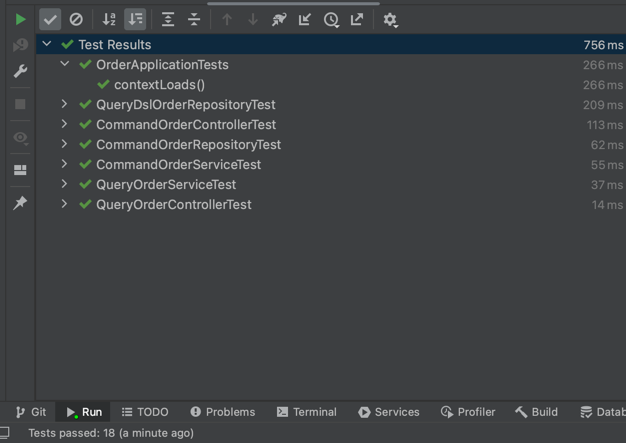 Test Results 756 ms
OrderApplicationTests 266 ms
contextLoads() 266 ms
QueryDslOrderRepositoryTest 209 ms
CommandOrderControllerTest 113 ms
CommandOrderRepositoryTest 62 ms
CommandOrderServiceTest 55 ms
QueryOrderServiceTest 37 ms
QueryOrderControllerTest 14 ms
Git Run TODO Problems Terminal Services Profiler Build Datab
Tests passed: 18 (a minute ago)